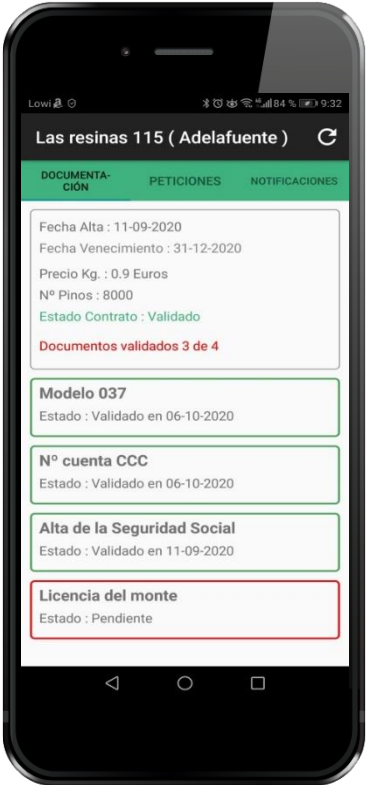 Lowi 84 % 9:32
Las resinas 115 ( Adelafuente )
DOCUMENTA-
CIÓN PETICIONES NOTIFICACIONES
Fecha Alta : 11-09-2020
Fecha Vencimiento : 31-12-2020
Precio Kg. : 0.9 Euros
Nº Pinos : 8000
Estado Contrato : Validado
Documentos validados 3 de 4
Modelo 037
Estado : Validado en 06-10-2020
Nº cuenta CCC
Estado : Validado en 06-10-2020
Alta de la Seguridad Social
Estado : Validado en 11-09-2020
Licencia del monte
Estado : Pendiente